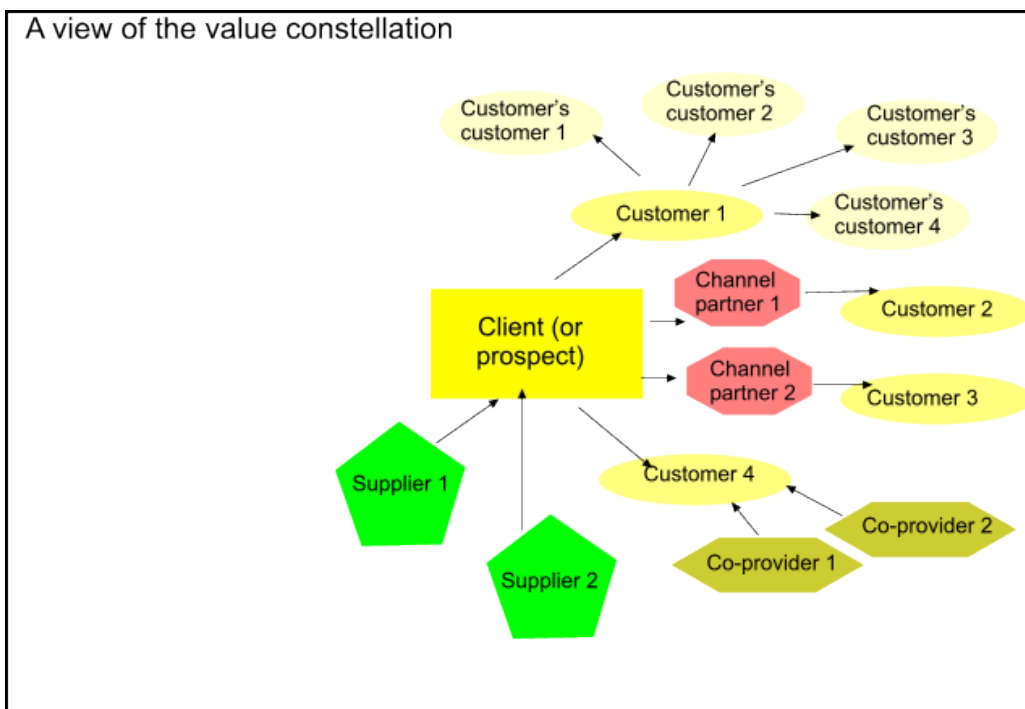 A view of the value constellation
Customer's
customer 1
Customer's
customer 2
Customer's
customer 3
Customer's
customer 4
Customer 1
Channel
partner 1
Customer 2
Client (or
prospect)
Channel
partner 2
Customer 3
Supplier 1
Customer 4
Co-provider 2
Co-provider 1
Supplier 2